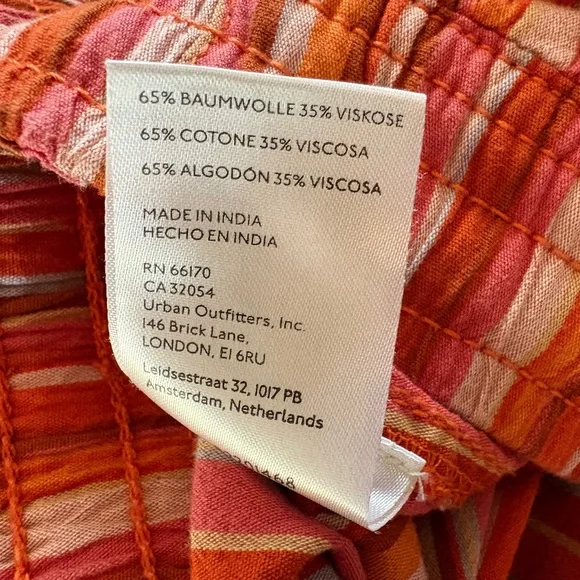 65% BAUMWOLLE 35% VISKOSE
65% COTONE 35% VISCOSA
65% ALGODÓN 35% VISCOSA
MADE IN INDIA
HECHO EN INDIA
RN 66170
CA 32054
Urban Outfitters, Inc.
146 Brick Lane,
LONDON, E1 6RU
Leidsestraat 32, 1017 PB
Amsterdam, Netherlands